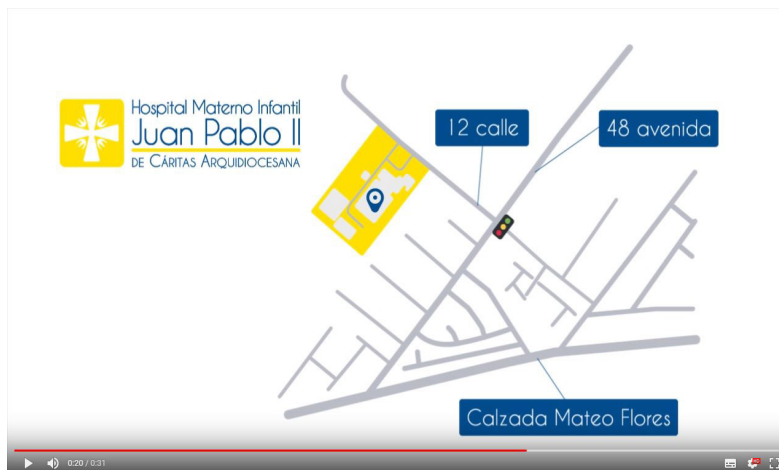 Hospital Materno Infantil
Juan Pablo II
DE CÁRITAS ARQUIDIOCESANA
12 calle
48 avenida
Calzada Mateo Flores
0:20 / 0:31
HD